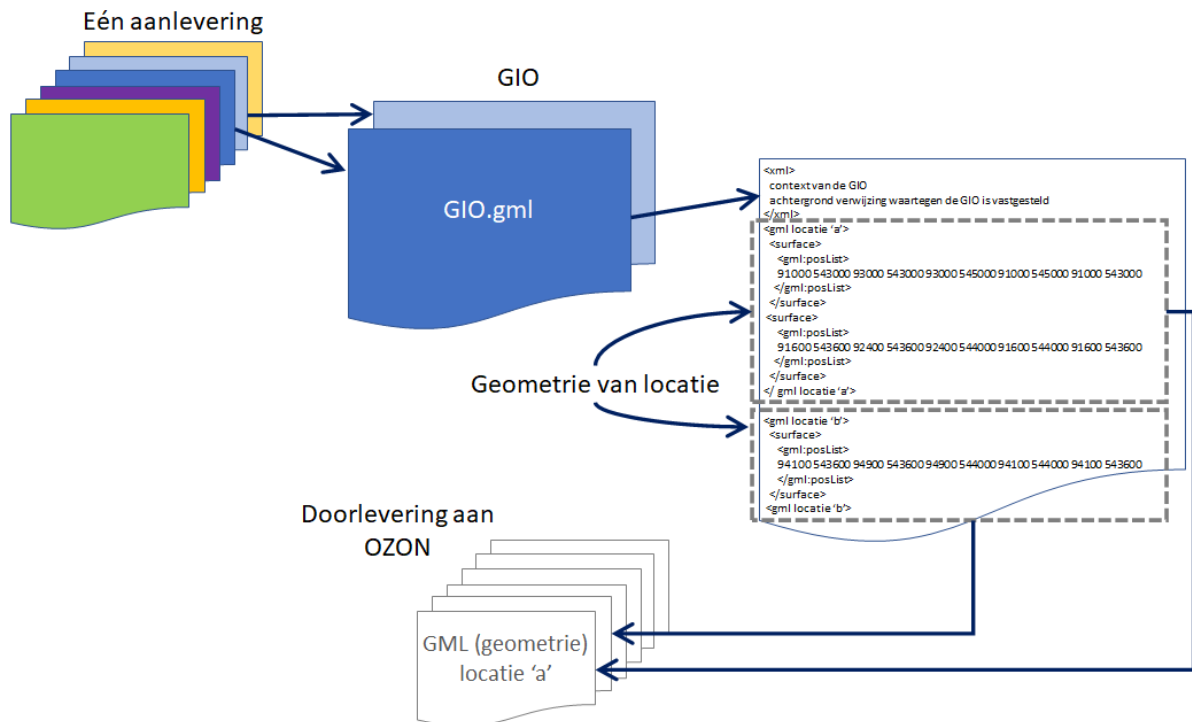 Eén aanlevering
GIO
GIO.gml
<xml>
context van de GIO
achtergrond verwijzing waartegen de GIO is vastgesteld
</xml>
<gml locatie ‘a’>
<surface>
<gml:posList>
91000 543000 93000 543000 93000 545000 91000 545000 91000 543000
</gml:posList>
</surface>
<surface>
<gml:posList>
91600 543600 92400 543600 92400 544000 91600 544000 91600 543600
</gml:posList>
</surface>
</ gml locatie ‘a’>
Geometrie van locatie
<gml locatie ‘b’>
<surface>
<gml:posList>
94100 543600 94900 543600 94900 544000 94100 544000 94100 543600
</gml:posList>
</surface>
<gml locatie ‘b’>
Doorlevering aan
OZON
GML (geometrie)
locatie ‘a’